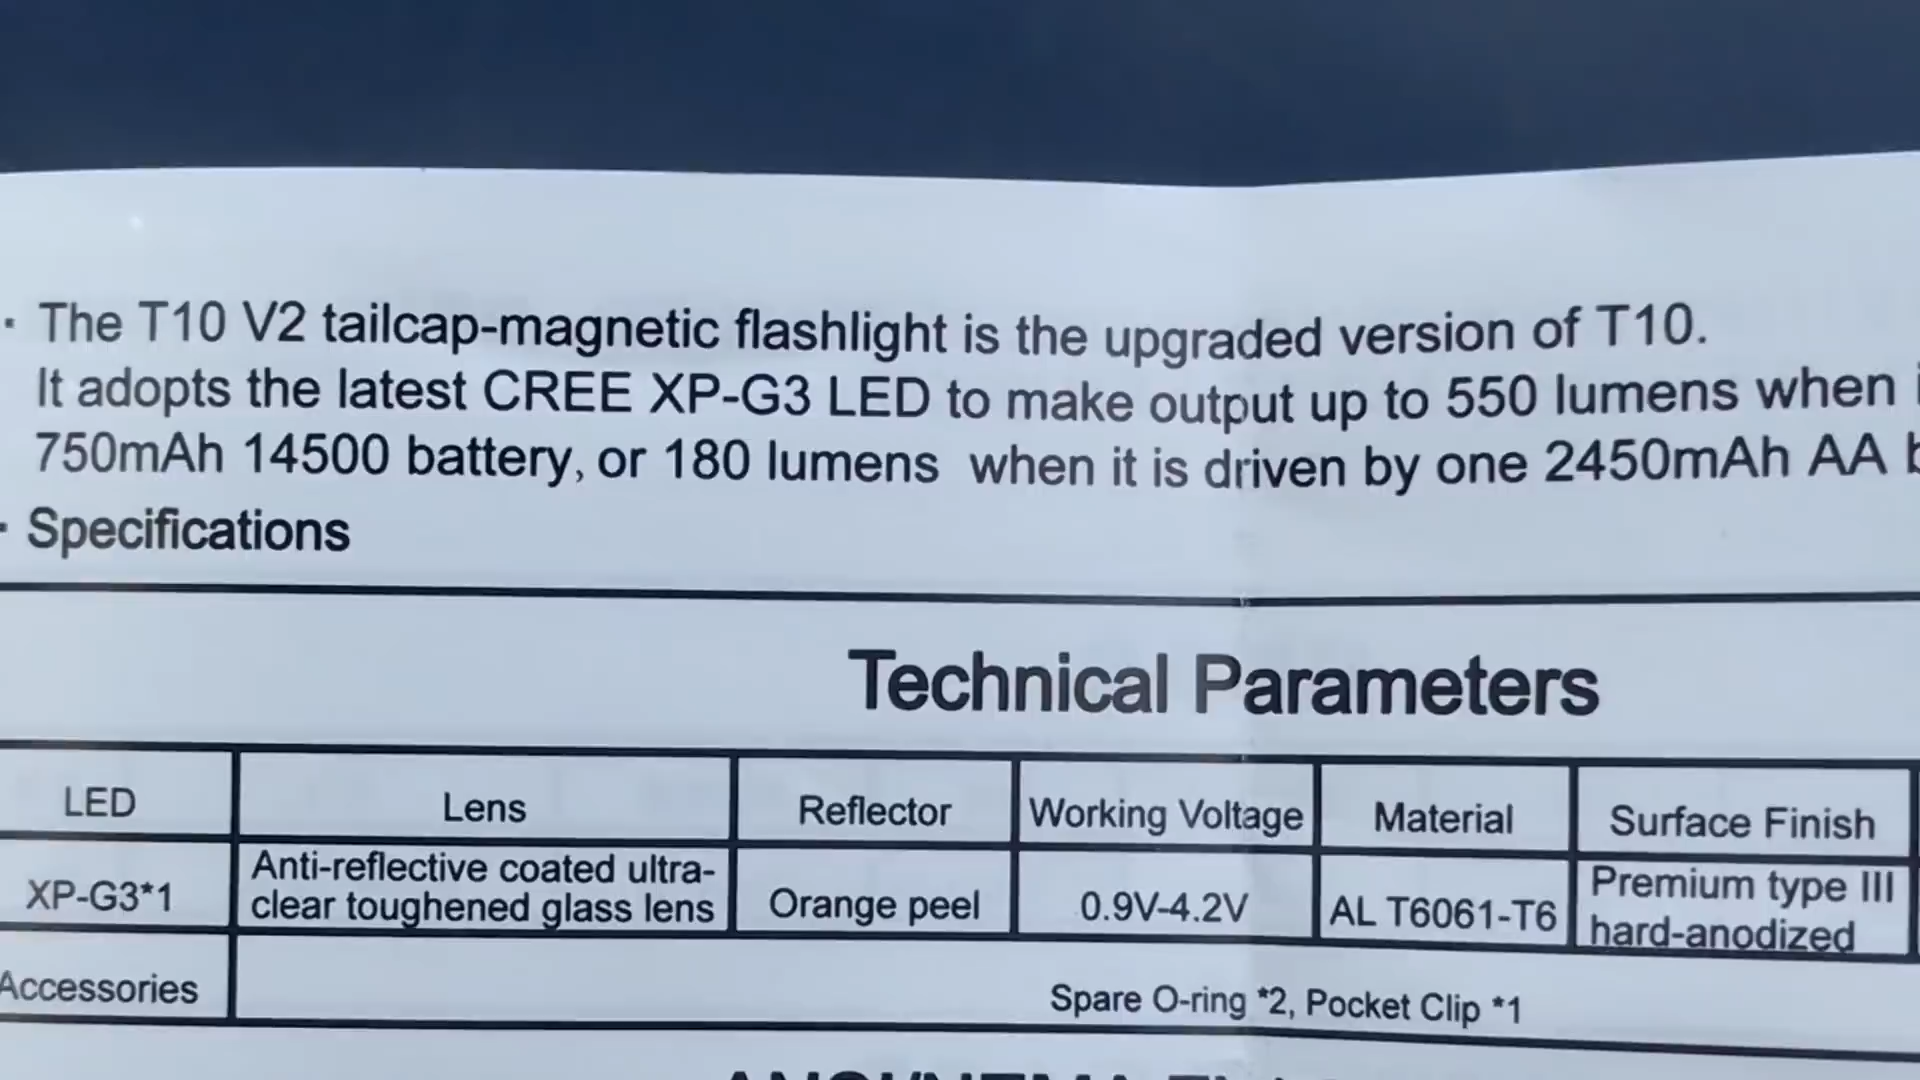 · The T10 V2 tailcap-magnetic flashlight is the upgraded version of T10.
It adopts the latest CREE XP-G3 LED to make output up to 550 lumens when
750mAh 14500 battery, or 180 lumens when it is driven by one 2450mAh AA
· Specifications
Technical Parameters
LED Lens Reflector Working Voltage Material Surface Finish
XP-G3*1 Anti-reflective coated ultra- Orange peel 0.9V-4.2V AL T6061-T6 Premium type III
clear toughened glass lens hard-anodized
Accessories Spare O-ring *2, Pocket Clip *1